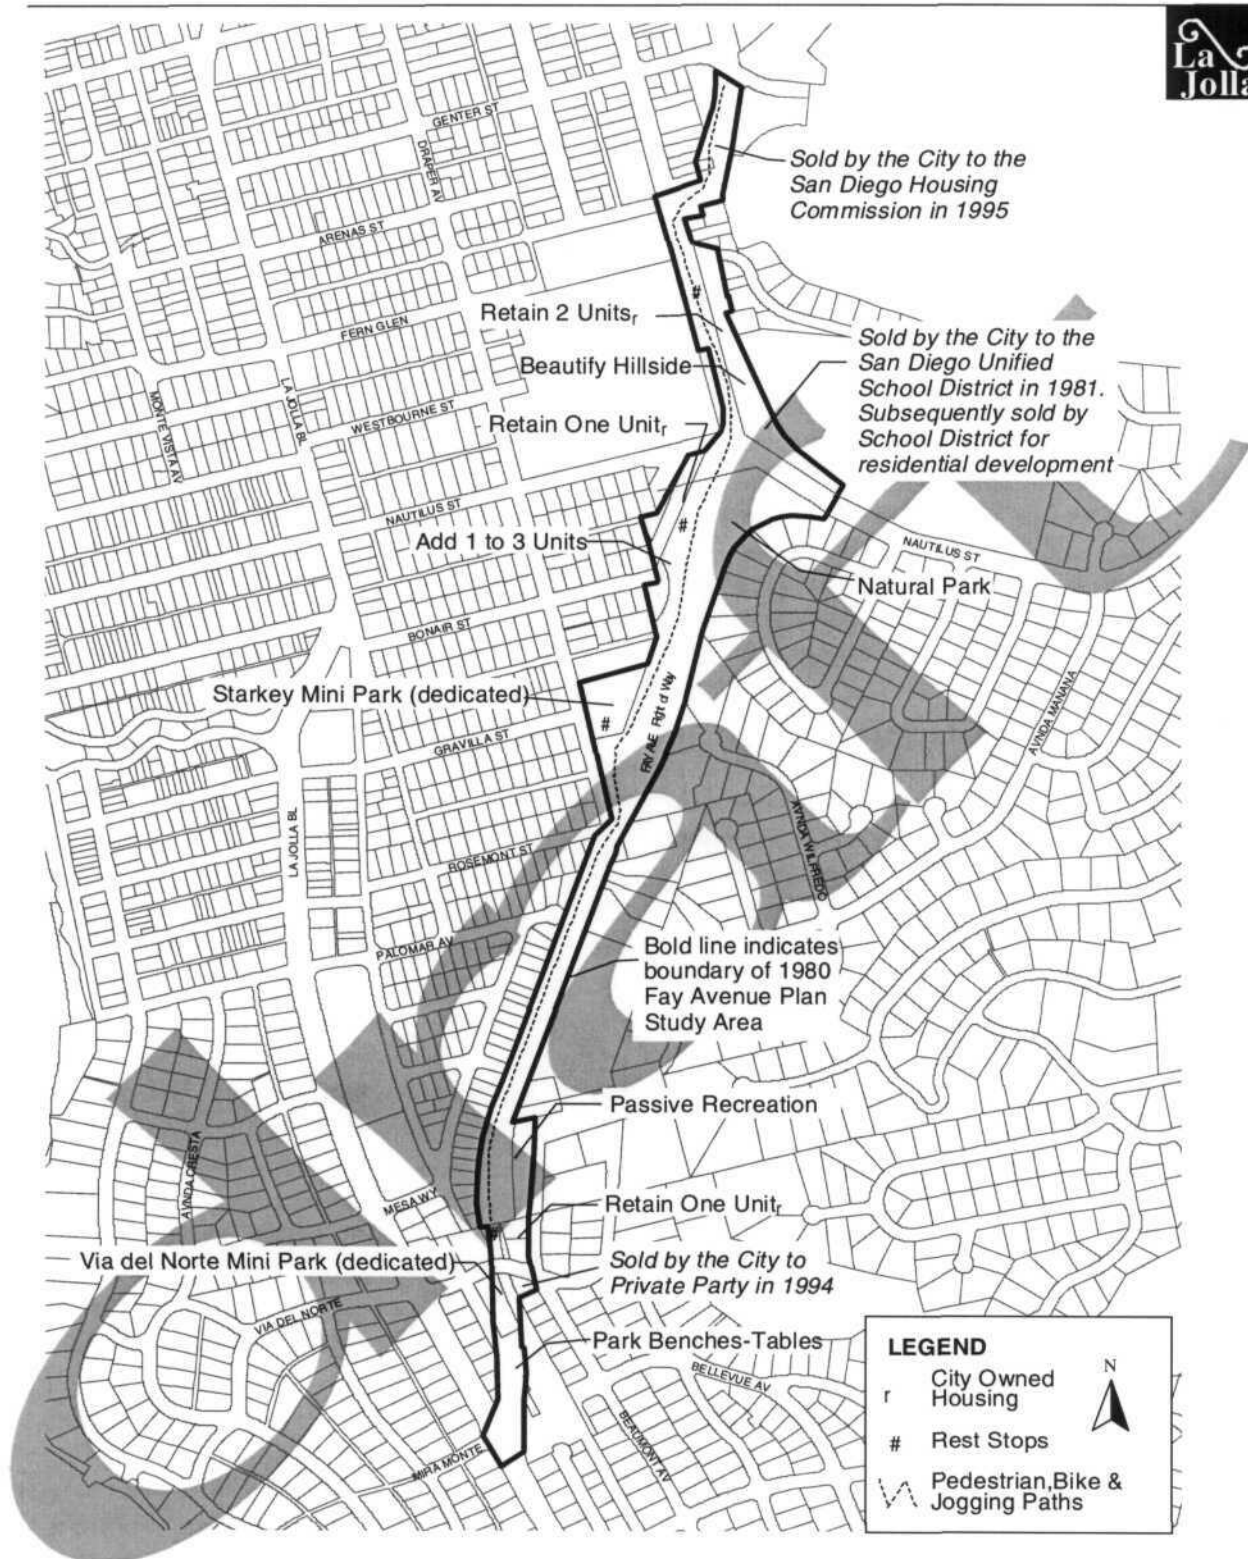 La
Jolla
GENTER ST
DRAPER AV
Sold by the City to the
San Diego Housing
Commission in 1995
ARENAS ST
#
Retain 2 Units r
FERN GLEN
Beautify Hillside
Sold by the City to the
San Diego Unified
School District in 1981.
Subsequently sold by
School District for
residential development
MONTE VISTA AV
LA JOLLA BL
WESTBOURNE ST
Retain One Unit r
NAUTILUS ST
#
Add 1 to 3 Units
NAUTILUS ST
Natural Park
BONAIR ST
Starkey Mini Park (dedicated)
#
AVNDA MANANA
FAY AVE Rgt of Way
GRAVILLA ST
LA JOLLA BL
AVNDA WILFREDO
ROSEMONT ST
PALOMAR AV
Bold line indicates
boundary of 1980
Fay Avenue Plan
Study Area
Passive Recreation
AVNDA CRESTA
MESA WY
Retain One Unit r
#
Via del Norte Mini Park (dedicated)
Sold by the City to
Private Party in 1994
VIA DEL NORTE
Park Benches-Tables
BELLEVUE AV
BEAUMONT AV
MIRA MONTE
LEGEND
N
r City Owned
Housing
# Rest Stops
Pedestrian,Bike &
Jogging Paths